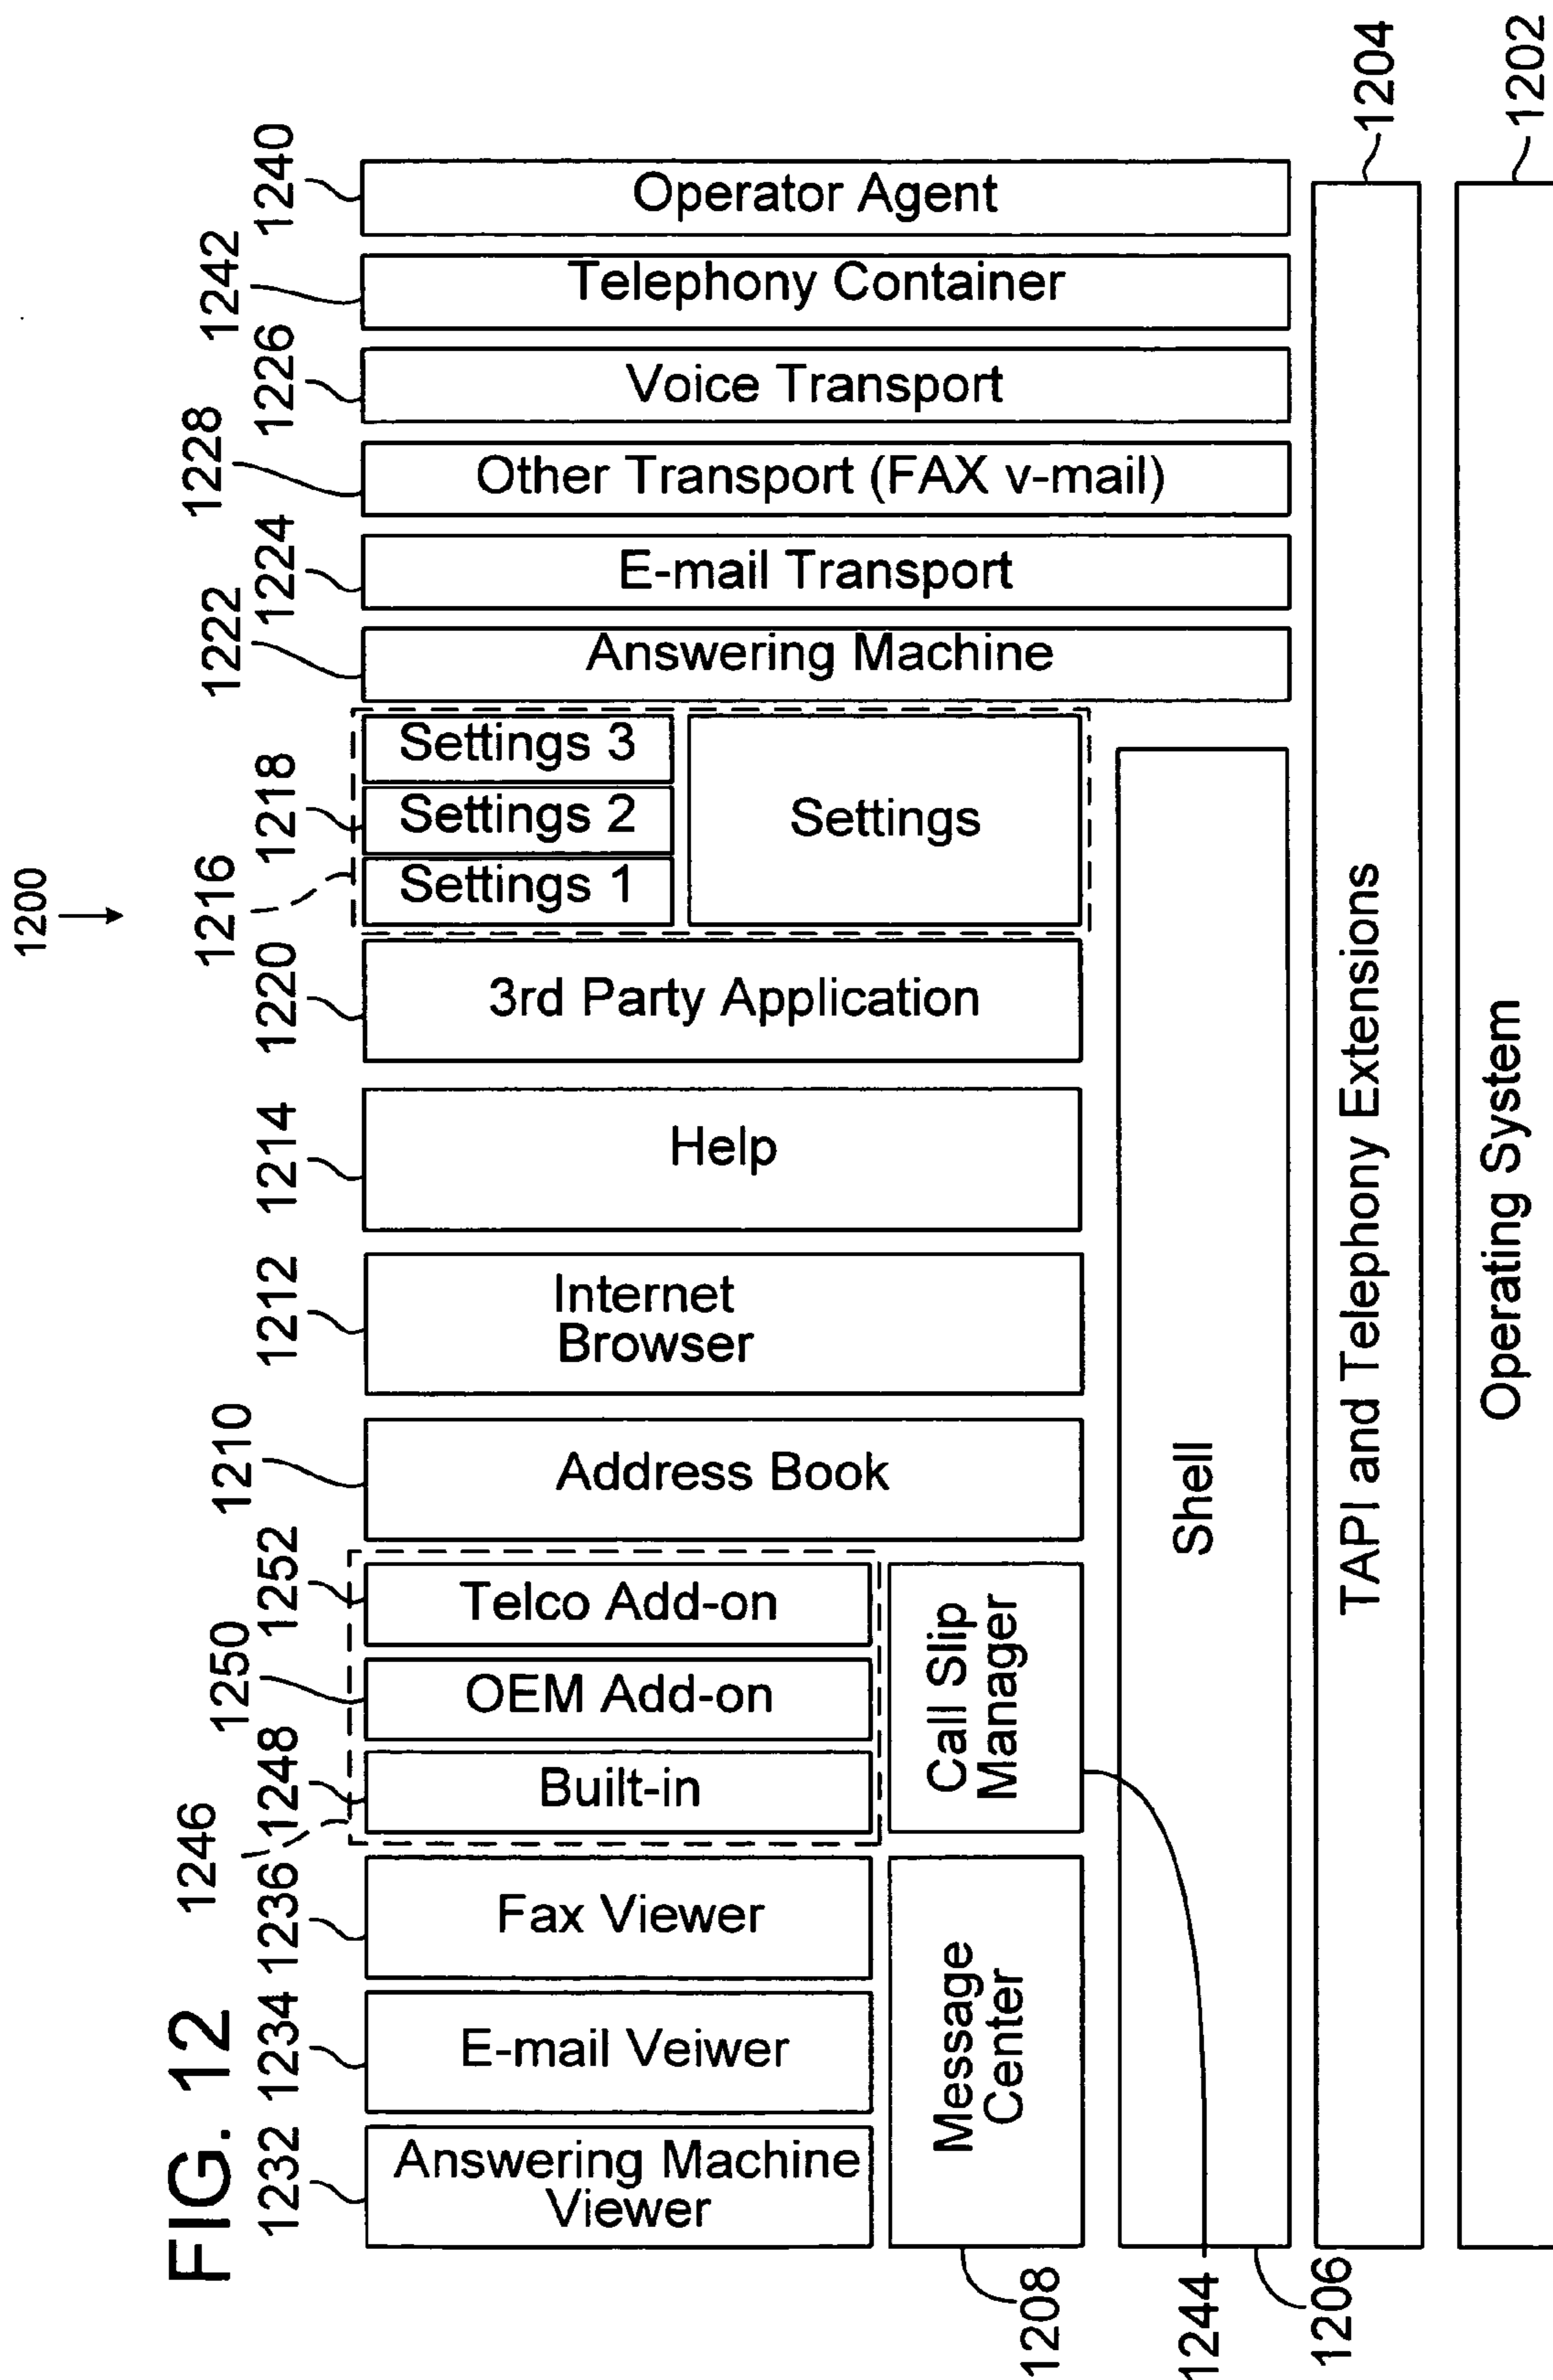 1200
FIG. 12
1232
1234
1236
1246
1248
1250
1252
1210
1212
1214
1220
1216
1218
1222
1224
1228
1226
1242
1240
Answering Machine
Viewer
E-mail Veiwer
Fax Viewer
Built-in
OEM Add-on
Telco Add-on
Address Book
Internet
Browser
Help
3rd Party Application
Settings 1
Settings 2
Settings 3
Settings
Answering Machine
E-mail Transport
Other Transport (FAX v-mail)
Voice Transport
Telephony Container
Operator Agent
Message
Center
Call Slip
Manager
1208
1244
Shell
1206
TAPI and Telephony Extensions
1204
Operating System
1202